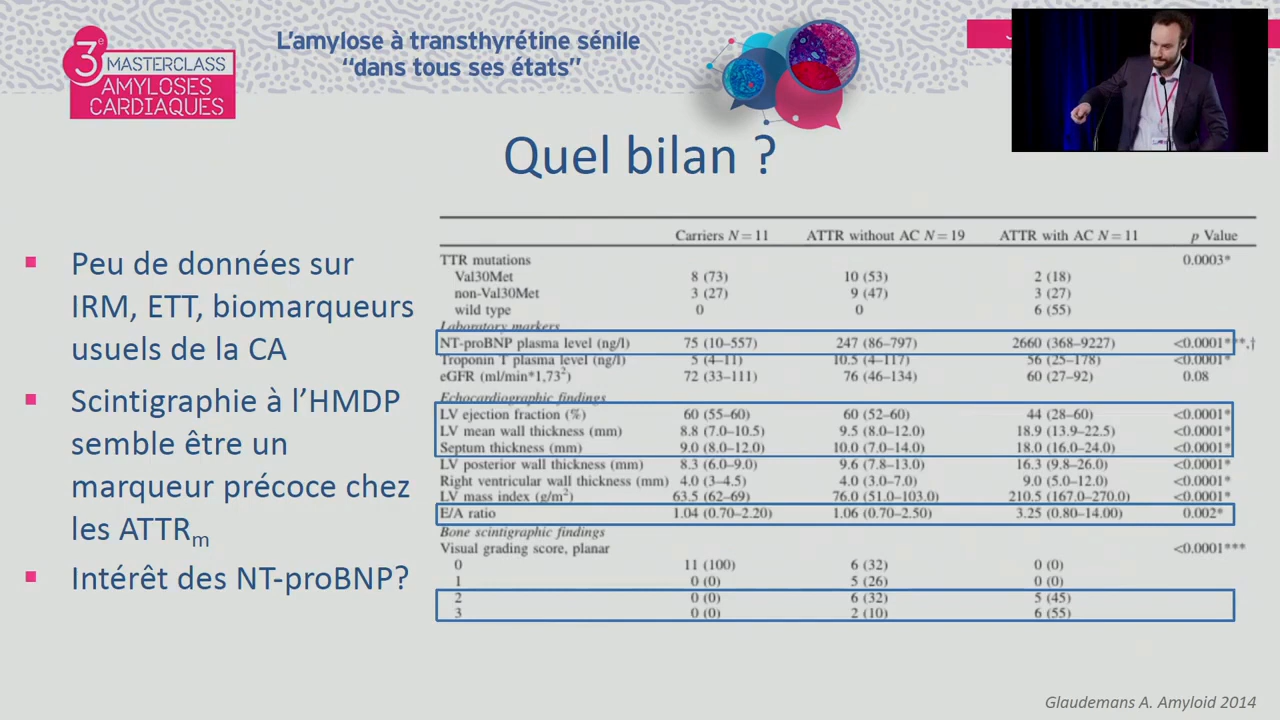 3e MASTERCLASS
AMYLOSES
CARDIAQUES
L'amylose à transthyrétine sénile
"dans tous ses états"
Quel bilan ?
▪ Peu de données sur
IRM, ETT, biomarqueurs
usuels de la CA
▪ Scintigraphie à l'HMDP
semble être un
marqueur précoce chez
les ATTRm
▪ Intérêt des NT-proBNP?
Carriers N = 11 ATTR without AC N = 19 ATTR with AC N = 11 p Value
TTR mutations 0.0003*
Val30Met 8 (73) 10 (53) 2 (18)
non-Val30Met 3 (27) 9 (47) 3 (27)
wild type 0 0 6 (55)
Laboratory markers
NT-proBNP plasma level (ng/l) 75 (10–557) 247 (86–797) 2660 (368–9227) <0.0001**,†
Troponin T plasma level (ng/l) 5 (4–11) 10.5 (4–117) 56 (25–178) <0.0001*
eGFR (ml/min*1,73²) 72 (33–111) 76 (46–134) 60 (27–92) 0.08
Echocardiographic findings
LV ejection fraction (%) 60 (55–60) 60 (52–60) 44 (28–60) <0.0001*
LV mean wall thickness (mm) 8.8 (7.0–10.5) 9.5 (8.0–12.0) 18.9 (13.9–22.5) <0.0001*
Septum thickness (mm) 9.0 (8.0–12.0) 10.0 (7.0–14.0) 18.0 (16.0–24.0) <0.0001*
LV posterior wall thickness (mm) 8.3 (6.0–9.0) 9.6 (7.8–13.0) 16.3 (9.8–26.0) <0.0001*
Right ventricular wall thickness (mm) 4.0 (3–4.5) 4.0 (3.0–7.0) 9.0 (5.0–12.0) <0.0001*
LV mass index (g/m²) 63.5 (62–69) 76.0 (51.0–103.0) 210.5 (167.0–270.0) <0.0001*
E/A ratio 1.04 (0.70–2.20) 1.06 (0.70–2.50) 3.25 (0.80–14.00) 0.002*
Bone scintigraphic findings
Visual grading score, planar <0.0001***
0 11 (100) 6 (32) 0 (0)
1 0 (0) 5 (26) 0 (0)
2 0 (0) 6 (32) 5 (45)
3 0 (0) 2 (10) 6 (55)
Glaudemans A. Amyloid 2014